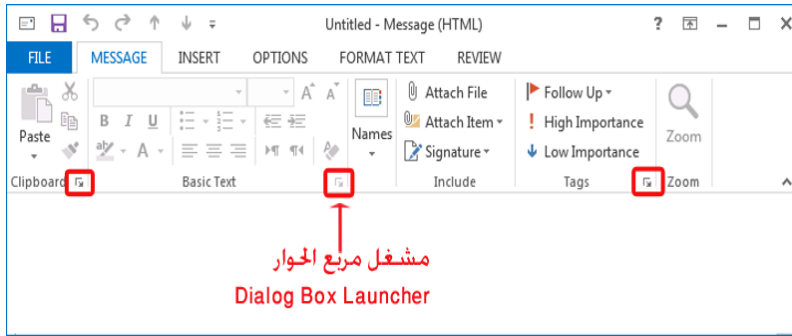 Untitled - Message (HTML)
FILE MESSAGE INSERT OPTIONS FORMAT TEXT REVIEW
Paste
B I U
Names
Attach File
Attach Item
Signature
Follow Up
High Importance
Low Importance
Zoom
Clipboard Basic Text Include Tags Zoom
مشغل مربع الحوار
Dialog Box Launcher